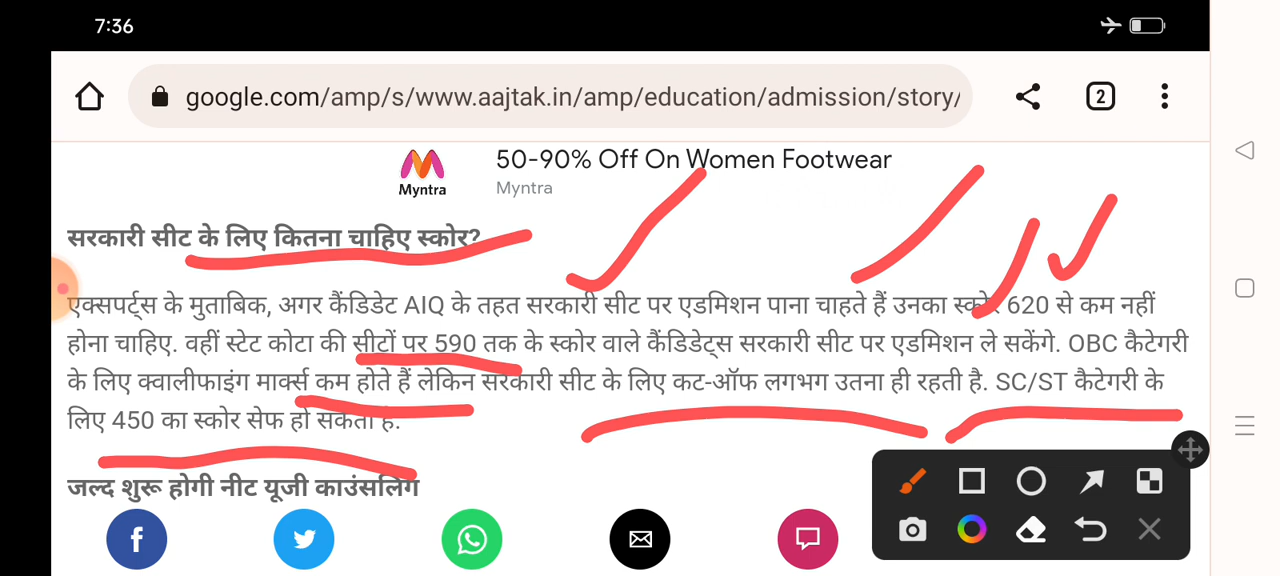 7:36
google.com/amp/s/www.aajtak.in/amp/education/admission/story/
2
50-90% Off On Women Footwear
Myntra
Myntra
सरकारी सीट के लिए कितना चाहिए स्कोर?
एक्सपर्ट्स के मुताबिक, अगर कैंडिडेट AIQ के तहत सरकारी सीट पर एडमिशन पाना चाहते हैं उनका स्कोर 620 से कम नहीं
होना चाहिए. वहीं स्टेट कोटा की सीटों पर 590 तक के स्कोर वाले कैंडिडेट्स सरकारी सीट पर एडमिशन ले सकेंगे. OBC कैटेगरी
के लिए क्वालीफाइंग मार्क्स कम होते हैं लेकिन सरकारी सीट के लिए कट-ऑफ लगभग उतना ही रहती है. SC/ST कैटेगरी के
लिए 450 का स्कोर सेफ हो सकता है.
जल्द शुरू होगी नीट यूजी काउंसलिंग